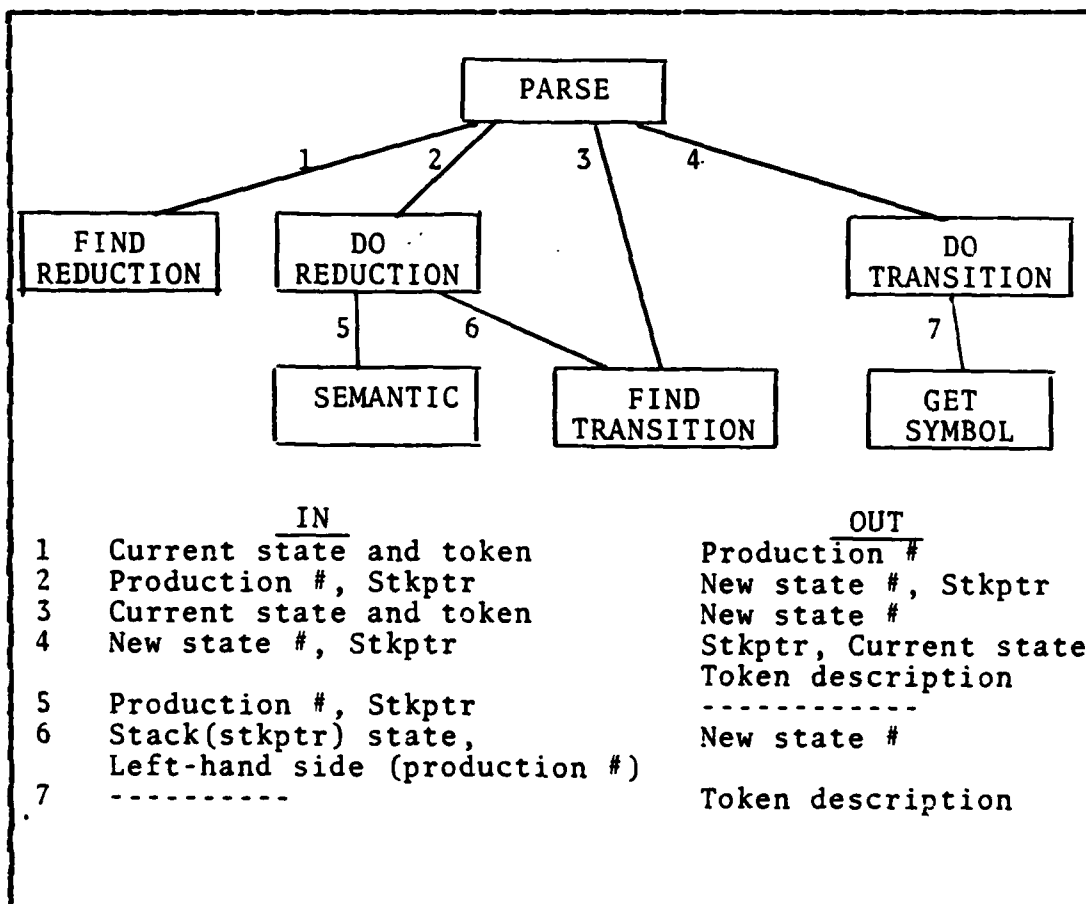 PARSE
1 2 3 4
FIND REDUCTION
DO REDUCTION
DO TRANSITION
5 6 7
SEMANTIC
FIND TRANSITION
GET SYMBOL
IN OUT
1 Current state and token Production #
2 Production #, Stkptr New state #, Stkptr
3 Current state and token New state #
4 New state #, Stkptr Stkptr, Current state
Token description
5 Production #, Stkptr ------------
6 Stack(stkptr) state, New state #
Left-hand side (production #)
7 ---------- Token description